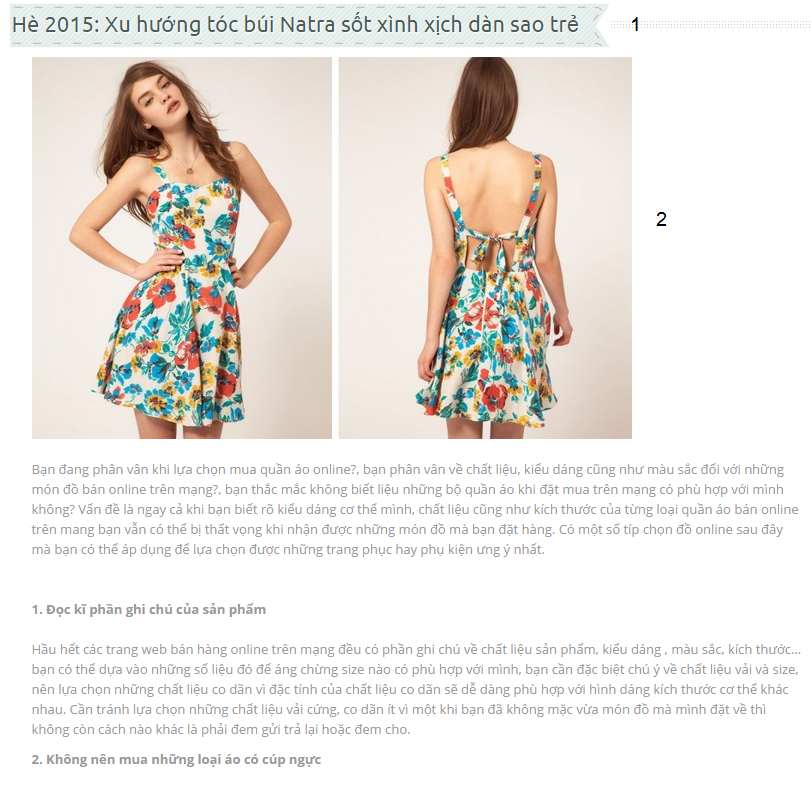 Hè 2015: Xu hướng tóc búi Natra sốt xình xịch dàn sao trẻ
1
2
Bạn đang phân vân khi lựa chọn mua quần áo online?, bạn phân vân về chất liệu, kiểu dáng cũng như màu sắc đối với những
món đồ bán online trên mạng?, bạn thắc mắc không biết liệu những bộ quần áo khi đặt mua trên mạng có phù hợp với mình
không? Vấn đề là ngay cả khi bạn biết rõ kiểu dáng cơ thể mình, chất liệu cũng như kích thước của từng loại quần áo bán online
trên mang bạn vẫn có thể bị thất vọng khi nhận được những món đồ mà bạn đặt hàng. Có một số típ chọn đồ online sau đây
mà bạn có thể áp dụng để lựa chọn được những trang phục hay phụ kiện ưng ý nhất.
1. Đọc kĩ phần ghi chú của sản phẩm
Hầu hết các trang web bán hàng online trên mạng đều có phần ghi chú về chất liệu sản phẩm, kiểu dáng , màu sắc, kích thước...
bạn có thể dựa vào những số liệu đó để áng chừng size nào có phù hợp với mình, bạn cần đặc biệt chú ý về chất liệu vải và size,
nên lựa chọn những chất liệu co dãn vì đặc tính của chất liệu co dãn sẽ dễ dàng phù hợp với hình dáng kích thước cơ thể khác
nhau. Cần tránh lựa chọn những chất liệu vải cứng, co dãn ít vì một khi bạn đã không mặc vừa món đồ mà mình đặt về thì
không còn cách nào khác là phải đem gửi trả lại hoặc đem cho.
2. Không nên mua những loại áo có cúp ngực